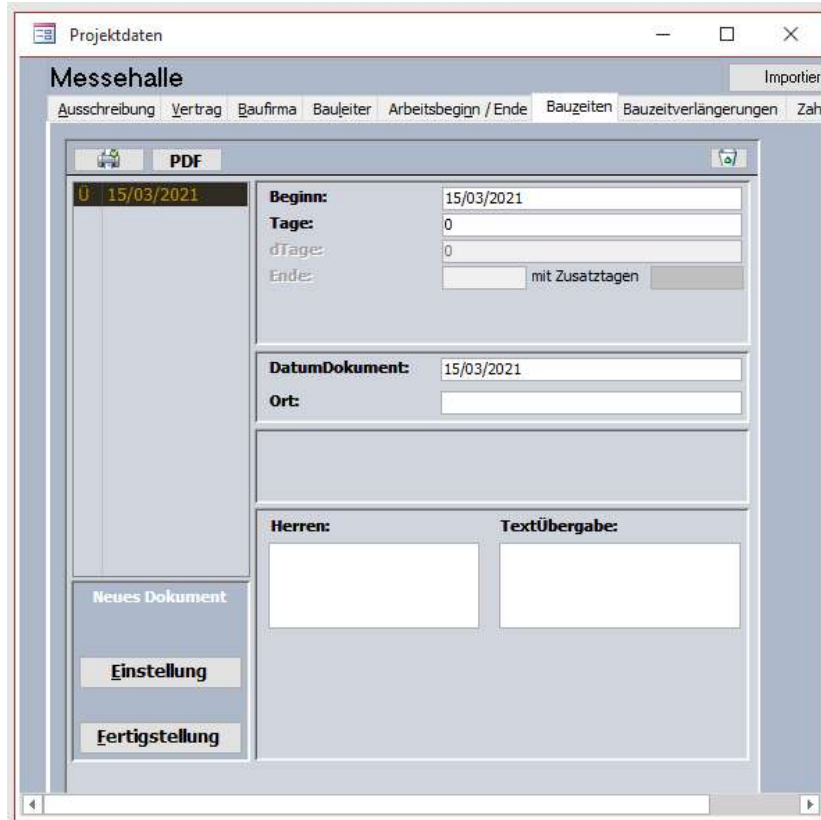 Projektdaten
Messehalle
Importier
Ausschreibung Vertrag Baufirma Bauleiter Arbeitsbeginn / Ende Bauzeiten Bauzeitverlängerungen Zah
PDF
Ü 15/03/2021
Beginn: 15/03/2021
Tage: 0
dTage: 0
Ende: mit Zusatztagen
DatumDokument: 15/03/2021
Ort:
Herren: TextÜbergabe:
Neues Dokument
Einstellung
Fertigstellung